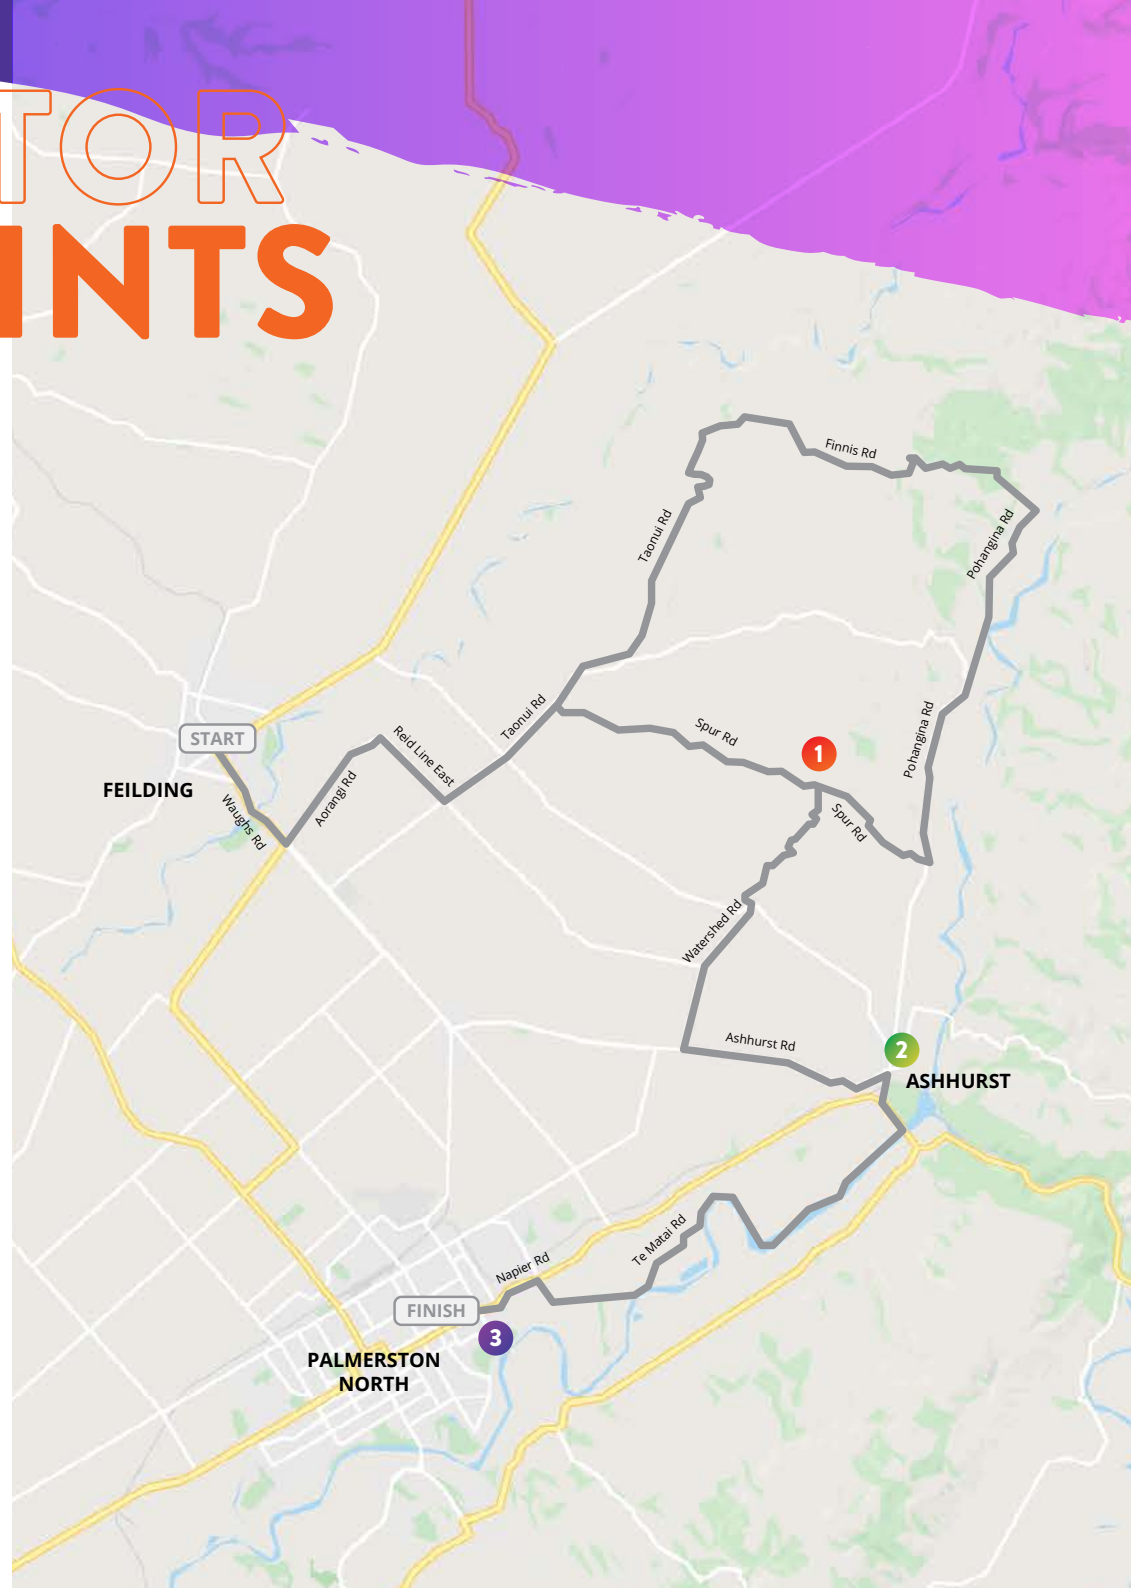 TOR
INTS
Finnis Rd
Taonui Rd
Pohangina Rd
Taonui Rd
Reid Line East
Spur Rd
Pohangina Rd
START
FEILDING
Waughs Rd
Aorangi Rd
1
Spur Rd
Watershed Rd
Ashhurst Rd
2
ASHHURST
Te Matai Rd
Napier Rd
FINISH
3
PALMERSTON
NORTH